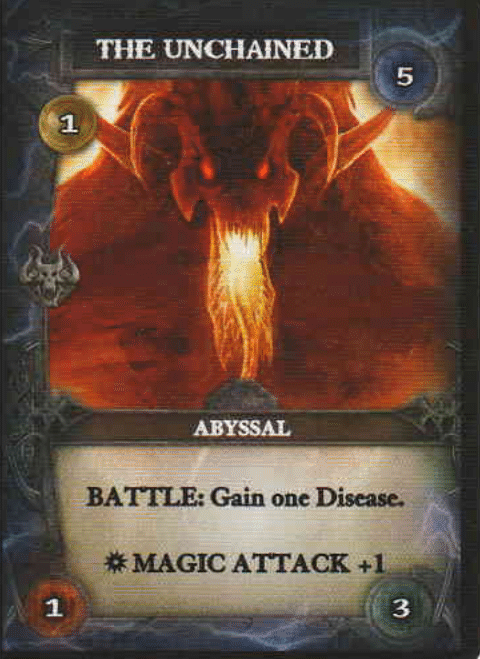 THE UNCHAINED
5
1
ABYSSAL
BATTLE: Gain one Disease.
MAGIC ATTACK +1
1
3